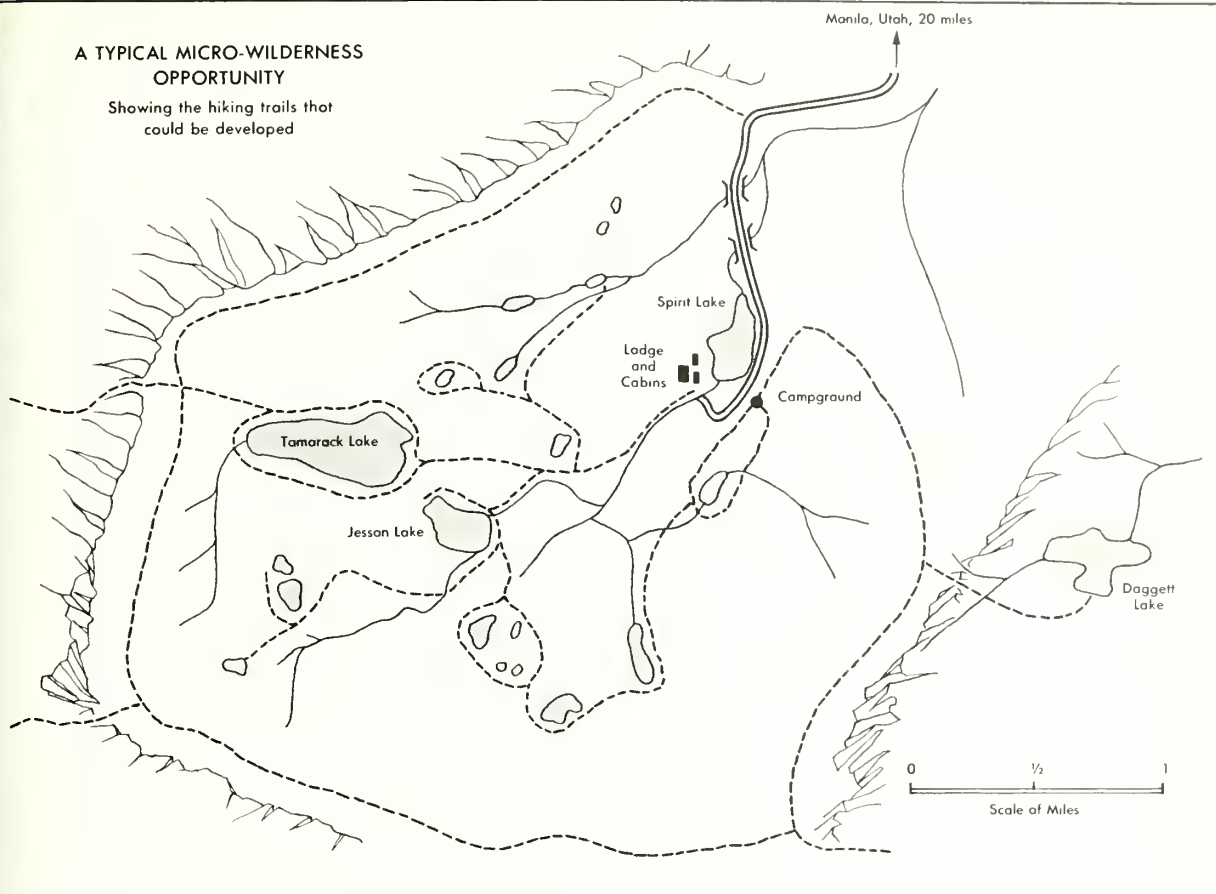 A TYPICAL MICRO-WILDERNESS
OPPORTUNITY
Showing the hiking trails that
could be developed
Manila, Utah, 20 miles
Spirit Lake
Lodge
and
Cabins
Campground
Tamarack Lake
Jessan Lake
Daggett
Lake
0 ½ 1
Scale of Miles